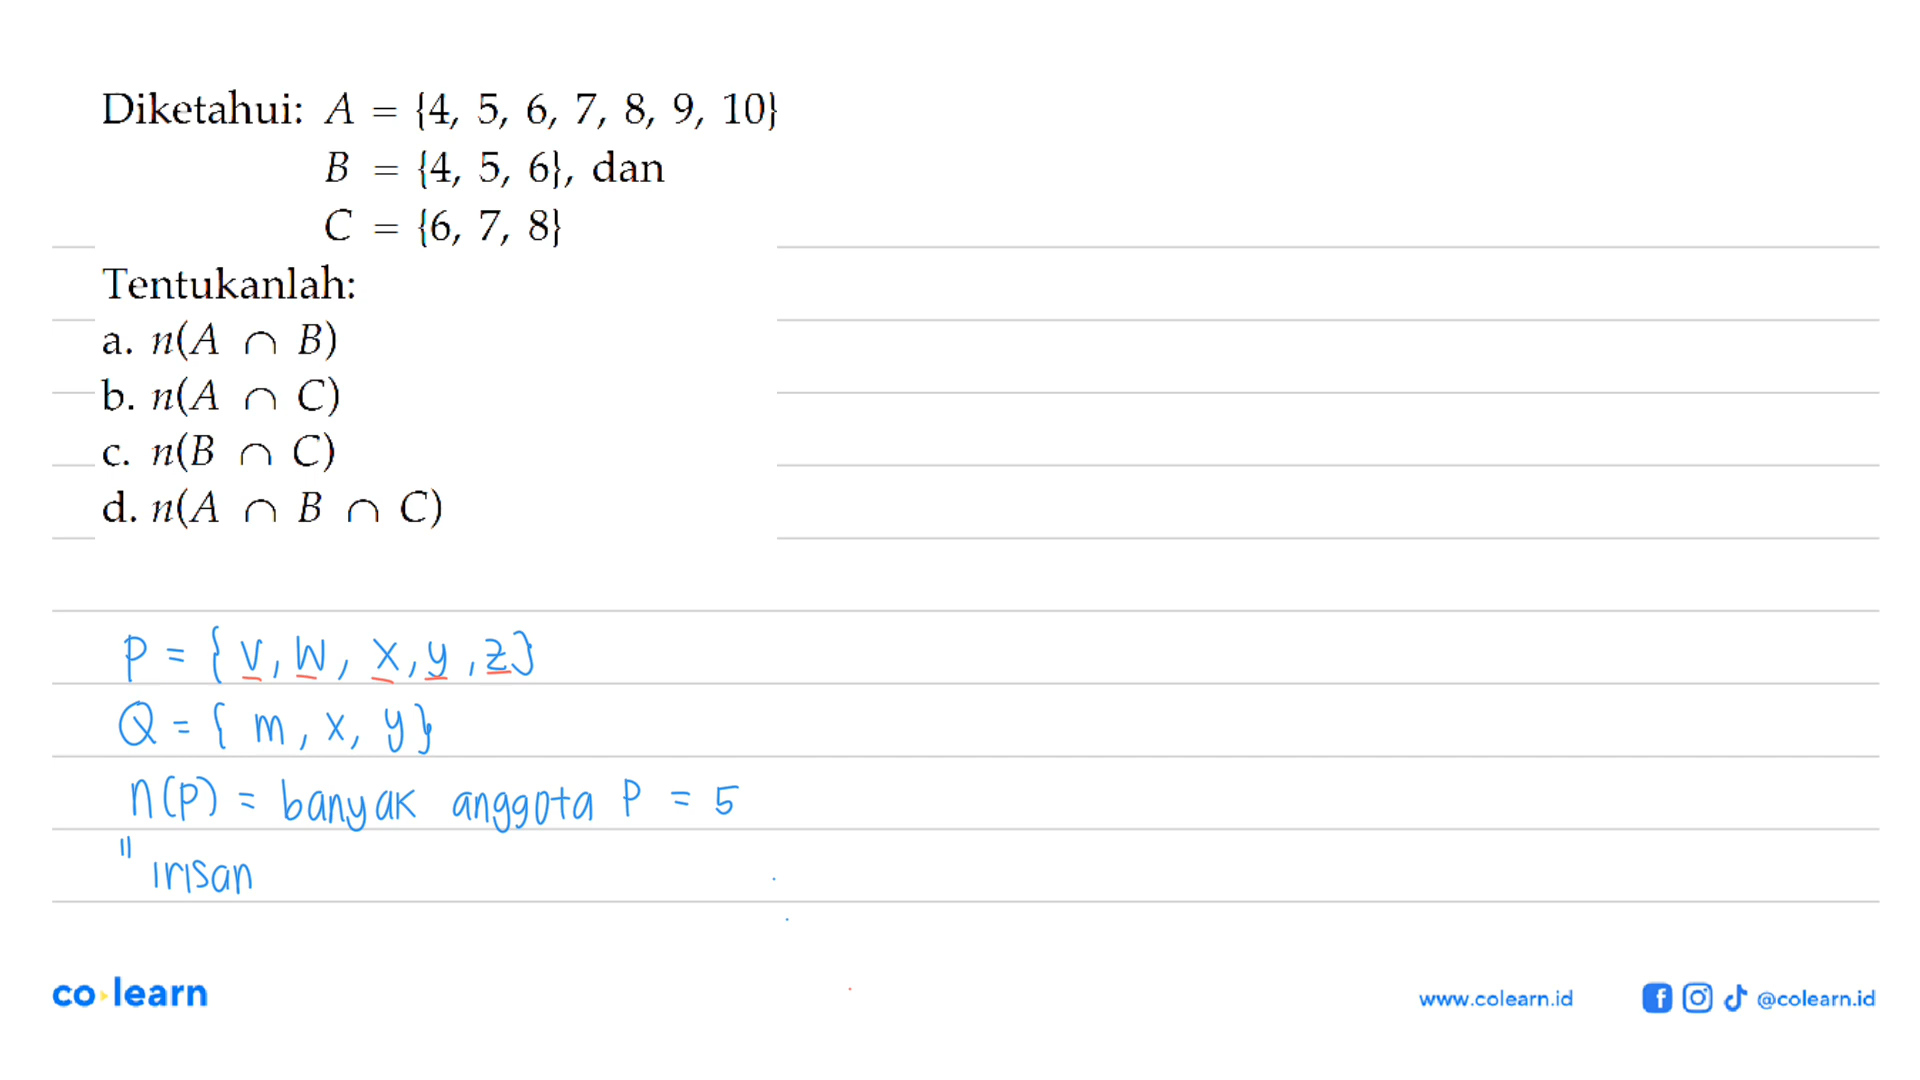 Diketahui: A = {4, 5, 6, 7, 8, 9, 10}
B = {4, 5, 6}, dan
C = {6, 7, 8}
Tentukanlah:
a. n(A ∩ B)
b. n(A ∩ C)
c. n(B ∩ C)
d. n(A ∩ B ∩ C)
P = { v, w, x, y, z}
Q = { m, x, y}
n(P) = banyak anggota P = 5
" irisan
co learn
www.colearn.id @colearn.id